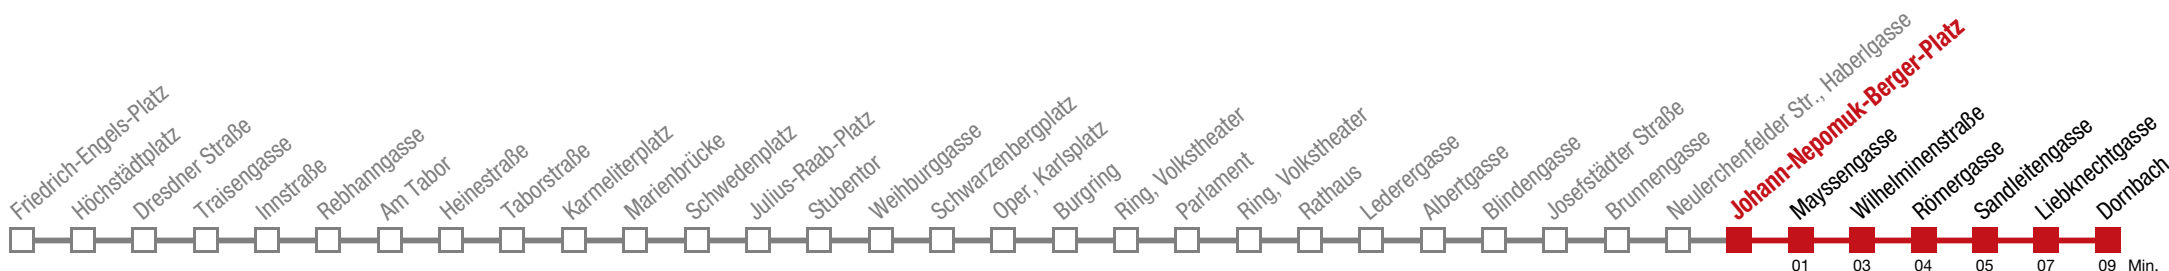 Friedrich-Engels-Platz
Höchstädtplatz
Dresdner Straße
Traisengasse
Innstraße
Rebhanngasse
Am Tabor
Heinestraße
Taborstraße
Karmeliterplatz
Marienbrücke
Schwedenplatz
Julius-Raab-Platz
Stubentor
Weihburggasse
Schwarzenbergplatz
Oper, Karlsplatz
Burgring
Ring, Volkstheater
Parlament
Ring, Volkstheater
Rathaus
Lederergasse
Albertgasse
Blindengasse
Josefstädter Straße
Brunnengasse
Neulerchenfelder Str., Haberlgasse
Johann-Nepomuk-Berger-Platz
Mayssengasse
Wilhelminenstraße
Römergasse
Sandleitengasse
Liebknechtgasse
Dornbach
01 03 04 05 07 09 Min.